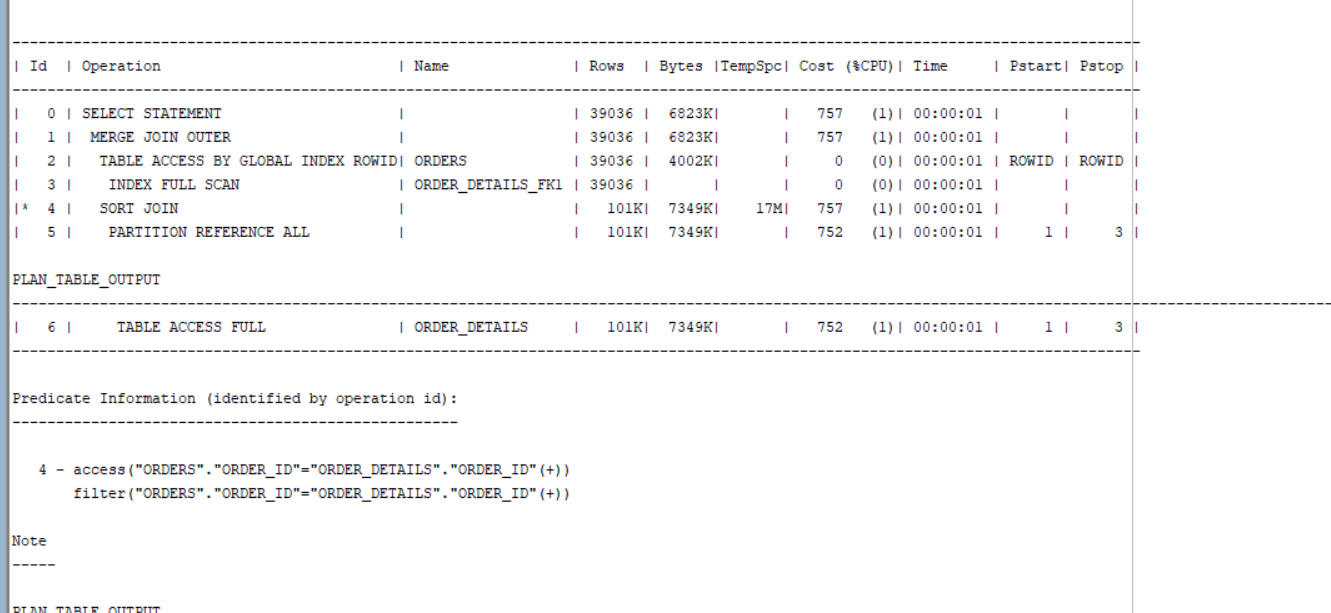 ------------------------------------------------------------------------------------------------------------------------------------
| Id  | Operation                           | Name             | Rows  | Bytes |TempSpc| Cost (%CPU)| Time     | Pstart| Pstop |
------------------------------------------------------------------------------------------------------------------------------------
|   0 | SELECT STATEMENT                    |                  | 39036 |  6823K|       |   757   (1)| 00:00:01 |       |       |
|   1 |  MERGE JOIN OUTER                   |                  | 39036 |  6823K|       |   757   (1)| 00:00:01 |       |       |
|   2 |   TABLE ACCESS BY GLOBAL INDEX ROWID| ORDERS           | 39036 |  4002K|       |     0   (0)| 00:00:01 | ROWID | ROWID |
|   3 |    INDEX FULL SCAN                  | ORDER_DETAILS_FK1 | 39036 |       |       |     0   (0)| 00:00:01 |       |       |
|*  4 |   SORT JOIN                         |                  |   101K|  7349K|    17M|   757   (1)| 00:00:01 |       |       |
|   5 |    PARTITION REFERENCE ALL          |                  |   101K|  7349K|       |   752   (1)| 00:00:01 |     1 |     3 |
PLAN_TABLE_OUTPUT
------------------------------------------------------------------------------------------------------------------------------------
|   6 |     TABLE ACCESS FULL               | ORDER_DETAILS    |   101K|  7349K|       |   752   (1)| 00:00:01 |     1 |     3 |
------------------------------------------------------------------------------------------------------------------------------------
Predicate Information (identified by operation id):
---------------------------------------------------
   4 - access("ORDERS"."ORDER_ID"="ORDER_DETAILS"."ORDER_ID"(+))
       filter("ORDERS"."ORDER_ID"="ORDER_DETAILS"."ORDER_ID"(+))
Note
-----
PLAN_TABLE_OUTPUT